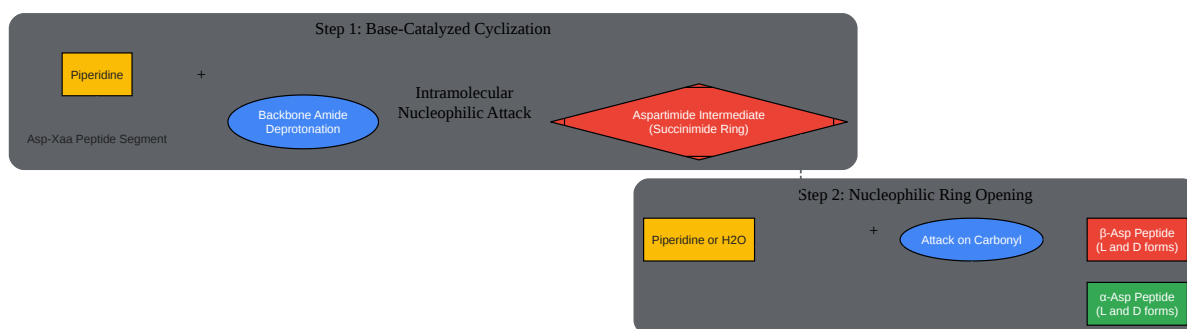 Step 1: Base-Catalyzed Cyclization
Piperidine
+
Asp-Xaa Peptide Segment
Backbone Amide
Deprotonation
Intramolecular
Nucleophilic Attack
Aspartimide Intermediate
(Succinimide Ring)
Step 2: Nucleophilic Ring Opening
Piperidine or H2O
+
Attack on Carbonyl
β-Asp Peptide
(L and D forms)
α-Asp Peptide
(L and D forms)